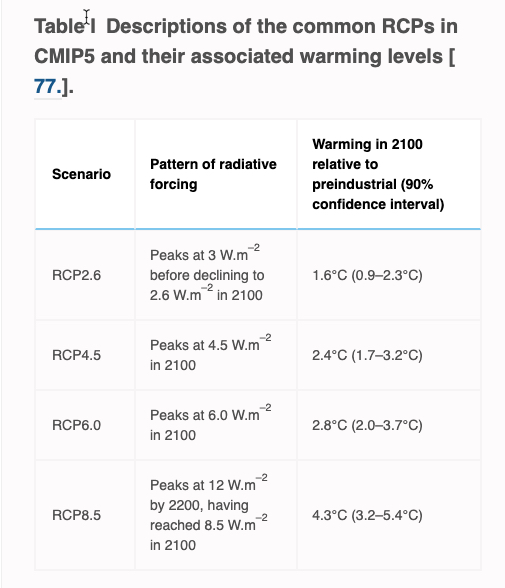 Table I Descriptions of the common RCPs in
CMIP5 and their associated warming levels [
77.].
Scenario
Pattern of radiative
forcing
Warming in 2100
relative to
preindustrial (90%
confidence interval)
RCP2.6
Peaks at 3 W.m⁻²
before declining to
2.6 W.m⁻² in 2100
1.6°C (0.9–2.3°C)
RCP4.5
Peaks at 4.5 W.m⁻²
in 2100
2.4°C (1.7–3.2°C)
RCP6.0
Peaks at 6.0 W.m⁻²
in 2100
2.8°C (2.0–3.7°C)
RCP8.5
Peaks at 12 W.m⁻²
by 2200, having
reached 8.5 W.m⁻²
in 2100
4.3°C (3.2–5.4°C)